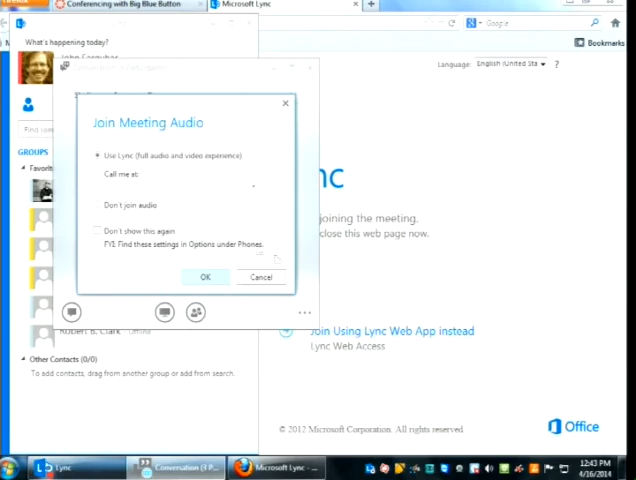 Conferencing with Big Blue Button
Microsoft Lync
Google
Bookmarks
What's happening today?
Language: English (United Sta
?
Join Meeting Audio
Use Lync (full audio and video experience)
Call me at:
Don't join audio
Don't show this again
FYI: Find these settings in Options under Phones.
OK
Cancel
GROUPS
joining the meeting.
close this web page now.
Join Using Lync Web App instead
Lync Web Access
Robert B. Clark Offline
Other Contacts (0/0)
To add contacts, drag from another group or add from search.
© 2012 Microsoft Corporation. All rights reserved
Office
Lync
Conversation (3 P...
Microsoft Lync - ...
12:43 PM
4/16/2014